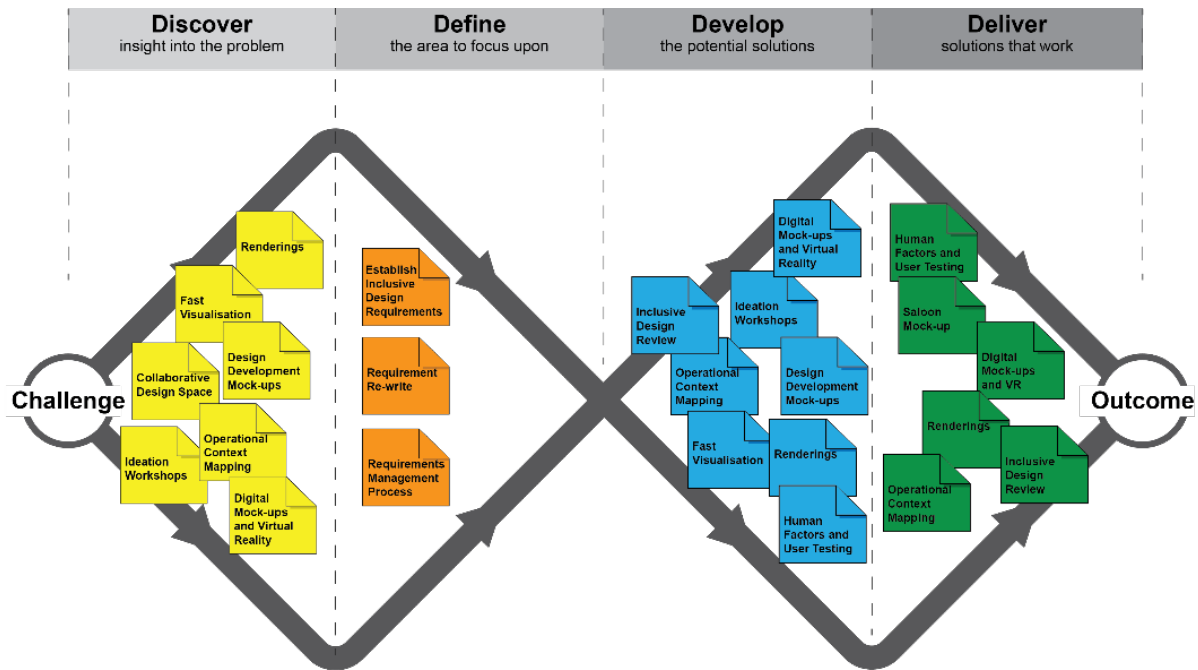 Discover
insight into the problem
Define
the area to focus upon
Develop
the potential solutions
Deliver
solutions that work
Challenge
Renderings
Fast
Visualisation
Design
Development
Mock-ups
Collaborative
Design Space
Operational
Context
Mapping
Ideation
Workshops
Digital
Mock-ups
and Virtual
Reality
Establish
Inclusive
Design
Requirements
Requirement
Re-write
Requirements
Management
Process
Digital
Mock-ups
and Virtual
Reality
Inclusive
Design
Review
Ideation
Workshops
Operational
Context
Mapping
Design
Development
Mock-ups
Fast
Visualisation
Renderings
Human
Factors and
User Testing
Human
Factors and
User Testing
Saloon
Mock-up
Digital
Mock-ups
and VR
Renderings
Inclusive
Design
Review
Operational
Context
Mapping
Outcome